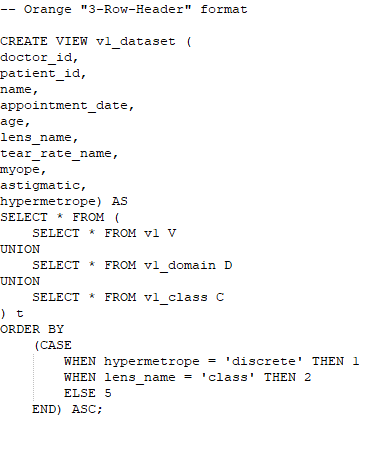 -- Orange "3-Row-Header" format
CREATE VIEW v1_dataset (
doctor_id,
patient_id,
name,
appointment_date,
age,
lens_name,
tear_rate_name,
myope,
astigmatic,
hypermetrope) AS
SELECT * FROM (
    SELECT * FROM v1 V
UNION
    SELECT * FROM v1_domain D
UNION
    SELECT * FROM v1_class C
) t
ORDER BY
    (CASE
        WHEN hypermetrope = 'discrete' THEN 1
        WHEN lens_name = 'class' THEN 2
        ELSE 5
    END) ASC;